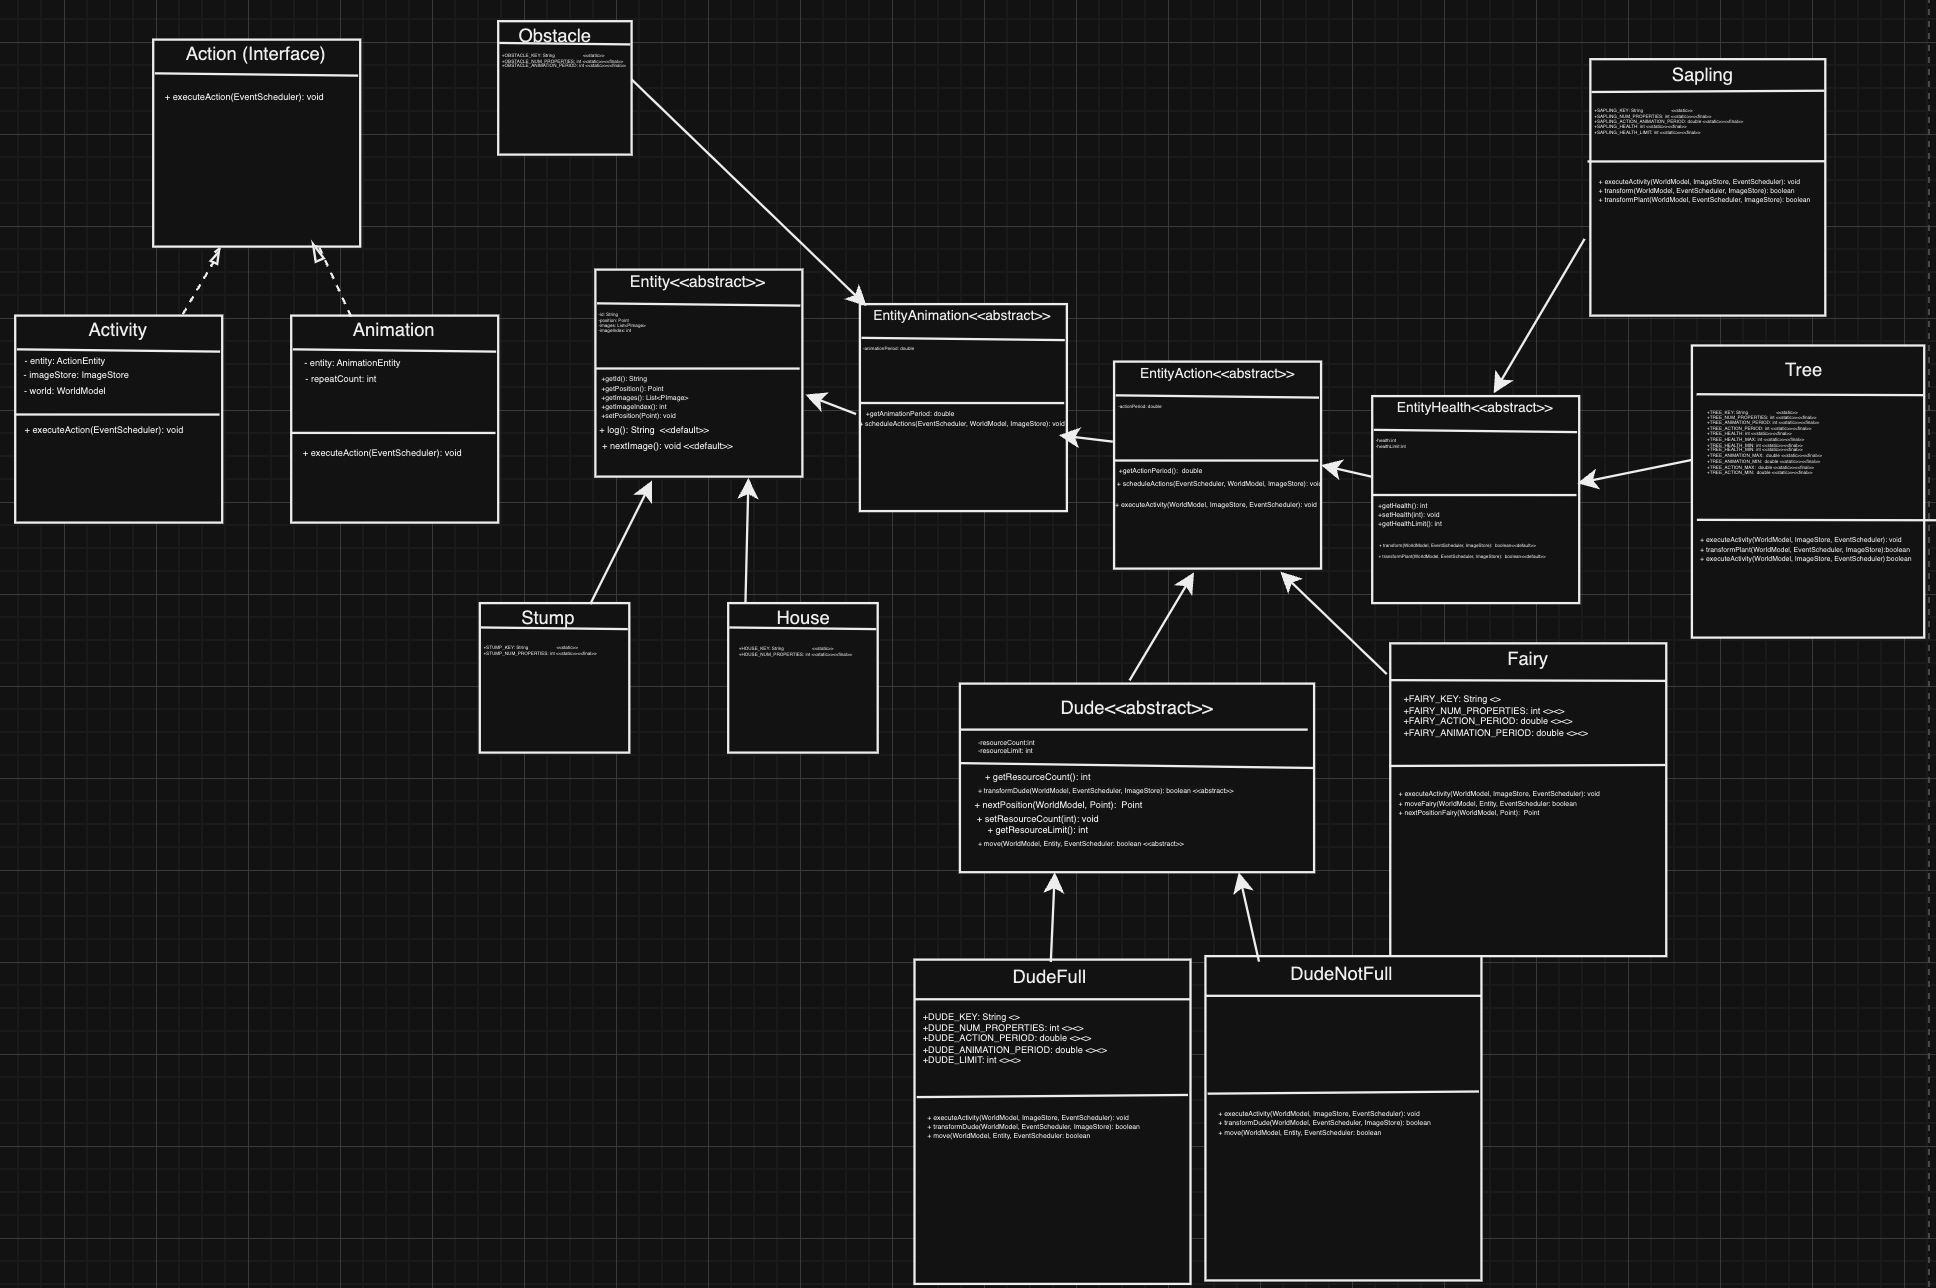 Action (Interface)
+ executeAction(EventScheduler): void
Obstacle
+OBSTACLE_KEY: String <<static>>
+OBSTACLE_NUM_PROPERTIES: int <<static>><<final>>
+OBSTACLE_ANIMATION_PERIOD: int <<static>><<final>>
Sapling
+SAPLING_KEY: String <<static>>
+SAPLING_NUM_PROPERTIES: int <<static>><<final>>
+SAPLING_ACTION_ANIMATION_PERIOD: double <<static>><<final>>
+SAPLING_HEALTH: int <<static>><<final>>
+SAPLING_HEALTH_LIMIT: int <<static>><<final>>
+ executeActivity(WorldModel, ImageStore, EventScheduler): void
+ transform(WorldModel, EventScheduler, ImageStore): boolean
+ transformPlant(WorldModel, EventScheduler, ImageStore): boolean
Activity
- entity: ActionEntity
- imageStore: ImageStore
- world: WorldModel
+ executeAction(EventScheduler): void
Animation
- entity: AnimationEntity
- repeatCount: int
+ executeAction(EventScheduler): void
Entity<<abstract>>
-id: String
-position: Point
-images: List<PImage>
-imageIndex: int
+getId(): String
+getPosition(): Point
+getImages(): List<PImage>
+getImageIndex(): int
+setPosition(Point): void
+ log(): String <<default>>
+ nextImage(): void <<default>>
EntityAnimation<<abstract>>
-animationPeriod: double
+getAnimationPeriod: double
+ scheduleActions(EventScheduler, WorldModel, ImageStore): void
EntityAction<<abstract>>
-actionPeriod: double
+getActionPeriod(): double
+ scheduleActions(EventScheduler, WorldModel, ImageStore): void
+ executeActivity(WorldModel, ImageStore, EventScheduler): void
EntityHealth<<abstract>>
-health:int
-healthLimit:int
+getHealth(): int
+setHealth(int): void
+getHealthLimit(): int
+ transform(WorldModel, EventScheduler, ImageStore): boolean<<default>>
+ transformPlant(WorldModel, EventScheduler, ImageStore): boolean<<default>>
Tree
+TREE_KEY: String <<static>>
+TREE_NUM_PROPERTIES: int <<static>><<final>>
+TREE_ANIMATION_PERIOD: int <<static>><<final>>
+TREE_ACTION_PERIOD: int <<static>><<final>>
+TREE_HEALTH: int <<static>><<final>>
+TREE_HEALTH_MAX: int <<static>><<final>>
+TREE_HEALTH_MIN: int <<static>><<final>>
+TREE_HEALTH_MIN: int <<static>><<final>>
+TREE_ANIMATION_MAX: double <<static>><<final>>
+TREE_ANIMATION_MIN: double <<static>><<final>>
+TREE_ACTION_MAX: double <<static>><<final>>
+TREE_ACTION_MIN: double <<static>><<final>>
+ executeActivity(WorldModel, ImageStore, EventScheduler): void
+ transformPlant(WorldModel, EventScheduler, ImageStore):boolean
+ executeActivity(WorldModel, ImageStore, EventScheduler):boolean
Stump
+STUMP_KEY: String <<static>>
+STUMP_NUM_PROPERTIES: int <<static>><<final>>
House
+HOUSE_KEY: String <<static>>
+HOUSE_NUM_PROPERTIES: int <<static>><<final>>
Dude<<abstract>>
-resourceCount:int
-resourceLimit: int
+ getResourceCount(): int
+ transformDude(WorldModel, EventScheduler, ImageStore): boolean <<abstract>>
+ nextPosition(WorldModel, Point): Point
+ setResourceCount(int): void
+ getResourceLimit(): int
+ move(WorldModel, Entity, EventScheduler: boolean <<abstract>>
Fairy
+FAIRY_KEY: String <>
+FAIRY_NUM_PROPERTIES: int <><>
+FAIRY_ACTION_PERIOD: double <><>
+FAIRY_ANIMATION_PERIOD: double <><>
+ executeActivity(WorldModel, ImageStore, EventScheduler): void
+ moveFairy(WorldModel, Entity, EventScheduler: boolean
+ nextPositionFairy(WorldModel, Point): Point
DudeFull
+DUDE_KEY: String <>
+DUDE_NUM_PROPERTIES: int <><>
+DUDE_ACTION_PERIOD: double <><>
+DUDE_ANIMATION_PERIOD: double <><>
+DUDE_LIMIT: int <><>
+ executeActivity(WorldModel, ImageStore, EventScheduler): void
+ transformDude(WorldModel, EventScheduler, ImageStore): boolean
+ move(WorldModel, Entity, EventScheduler: boolean
DudeNotFull
+ executeActivity(WorldModel, ImageStore, EventScheduler): void
+ transformDude(WorldModel, EventScheduler, ImageStore): boolean
+ move(WorldModel, Entity, EventScheduler: boolean